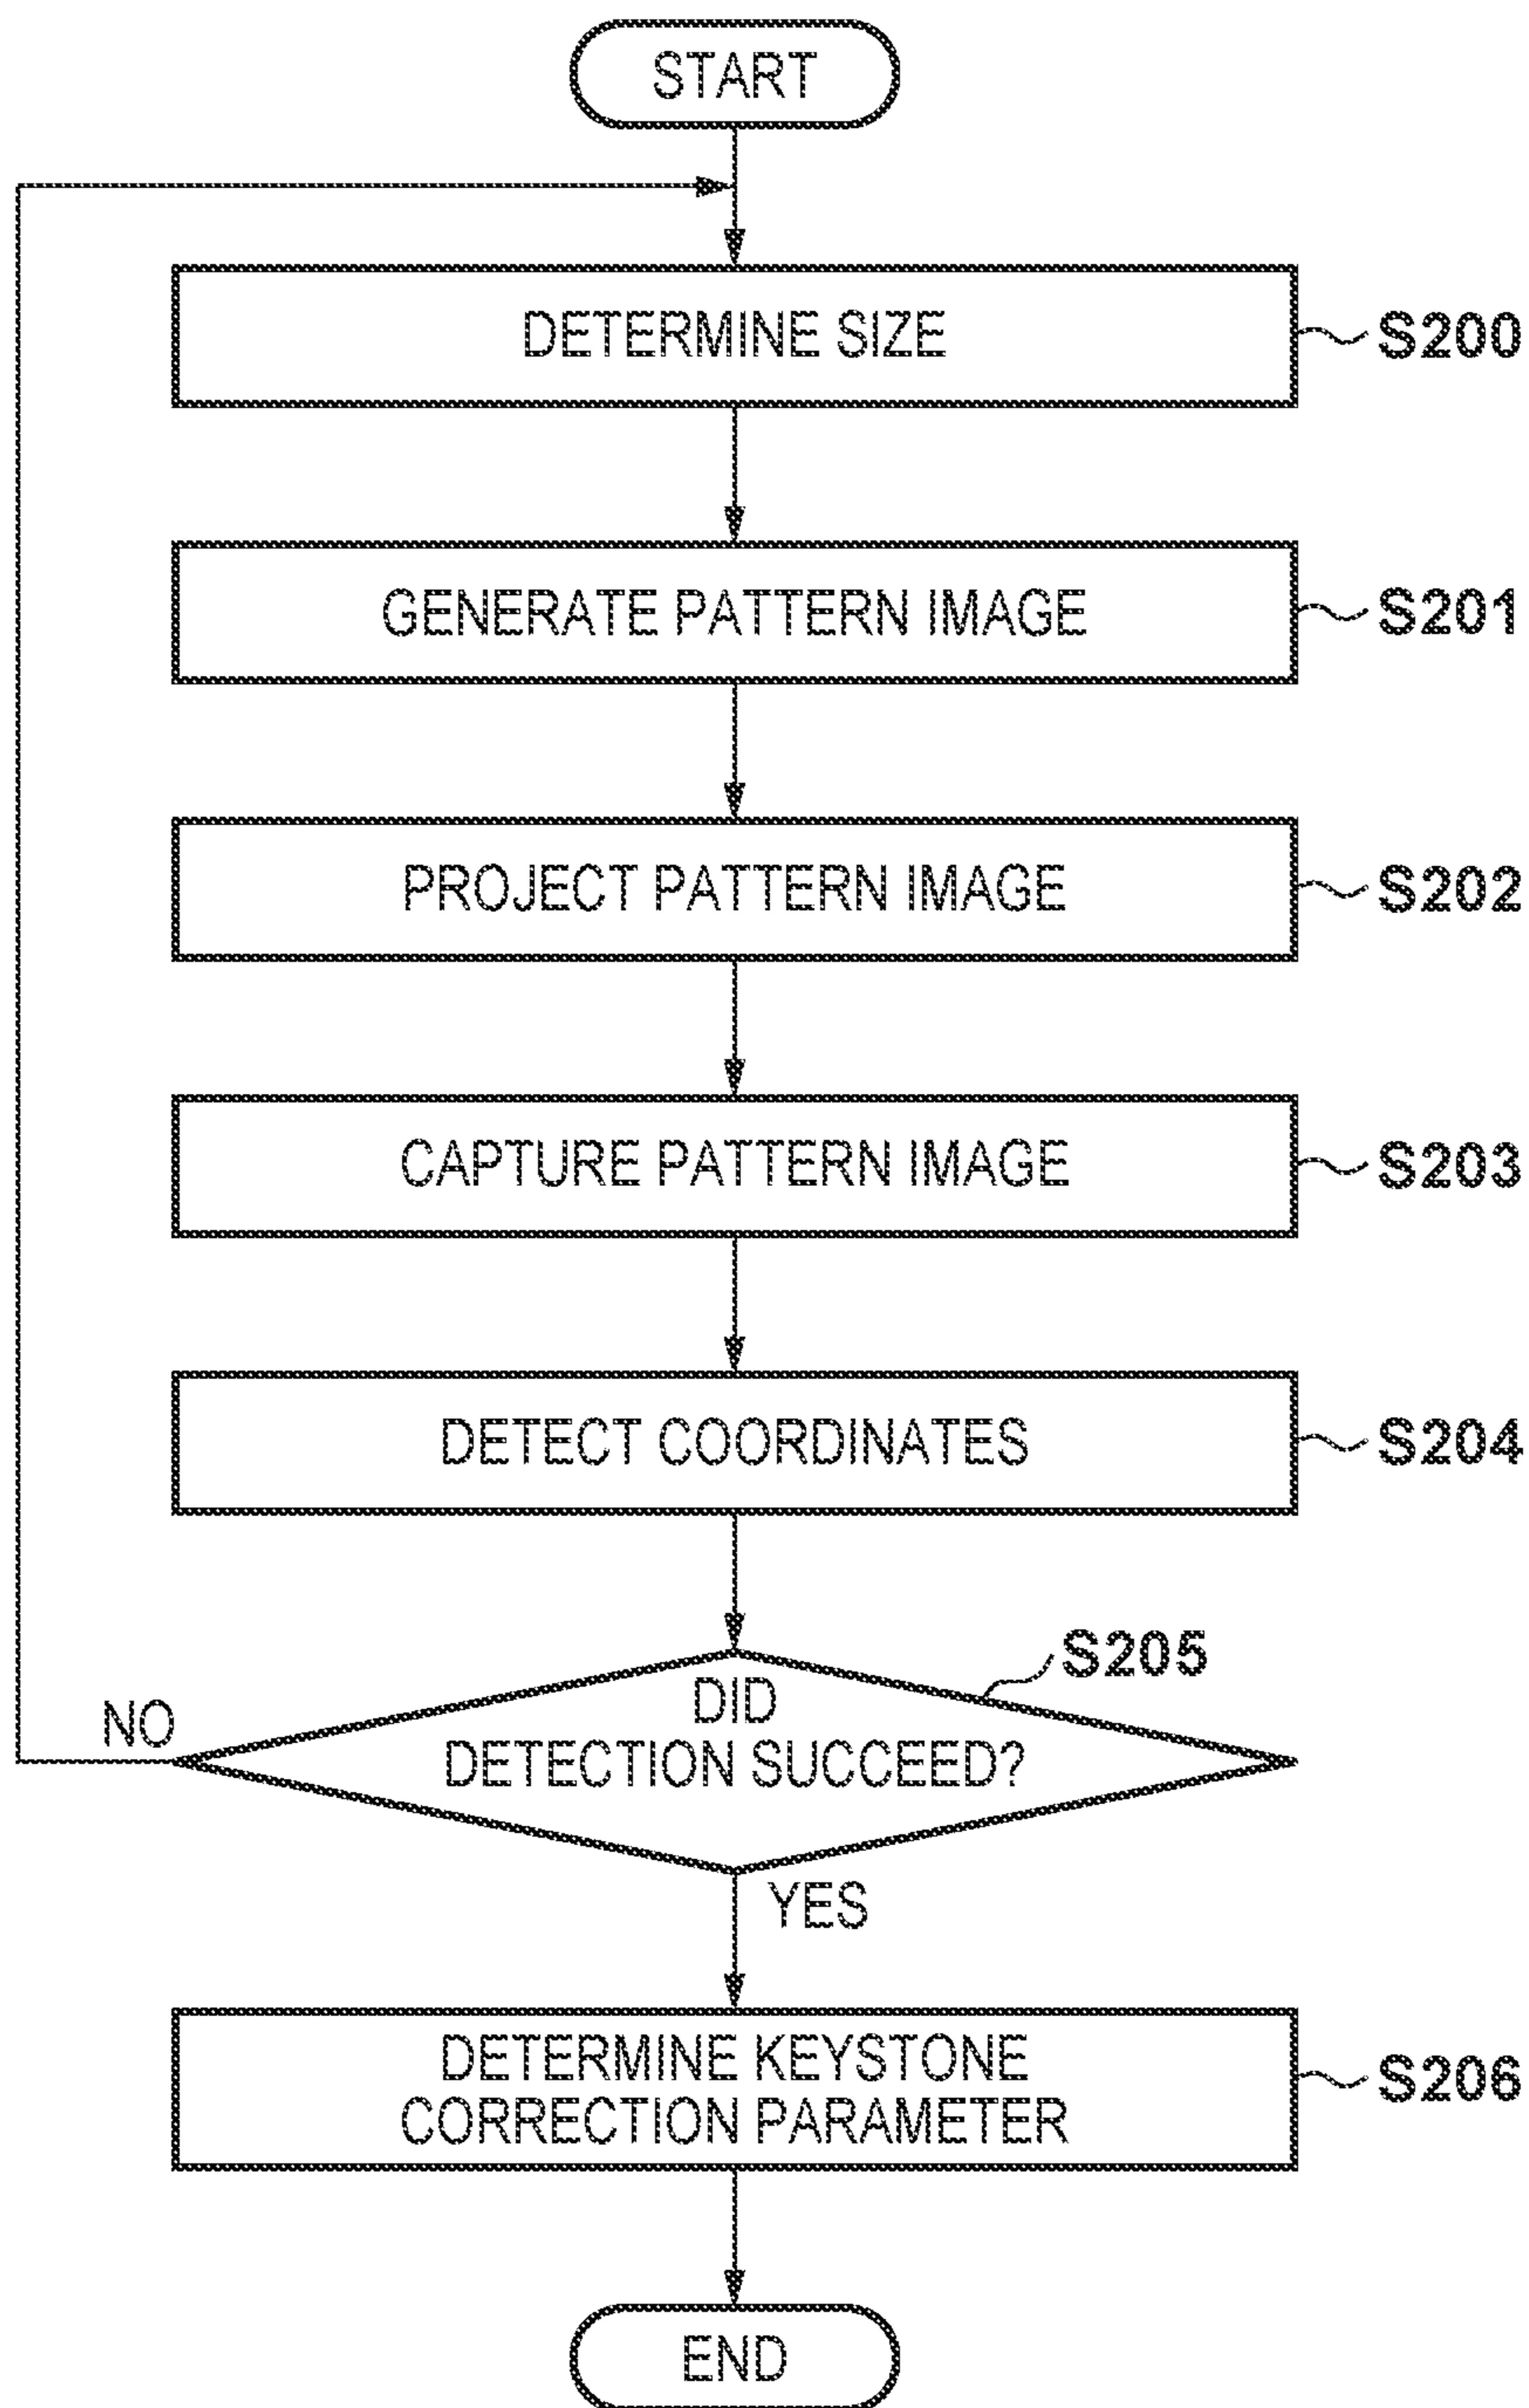 START
DETERMINE SIZE
S200
GENERATE PATTERN IMAGE
S201
PROJECT PATTERN IMAGE
S202
CAPTURE PATTERN IMAGE
S203
DETECT COORDINATES
S204
S205
DID
DETECTION SUCCEED?
NO
YES
DETERMINE KEYSTONE
CORRECTION PARAMETER
S206
END